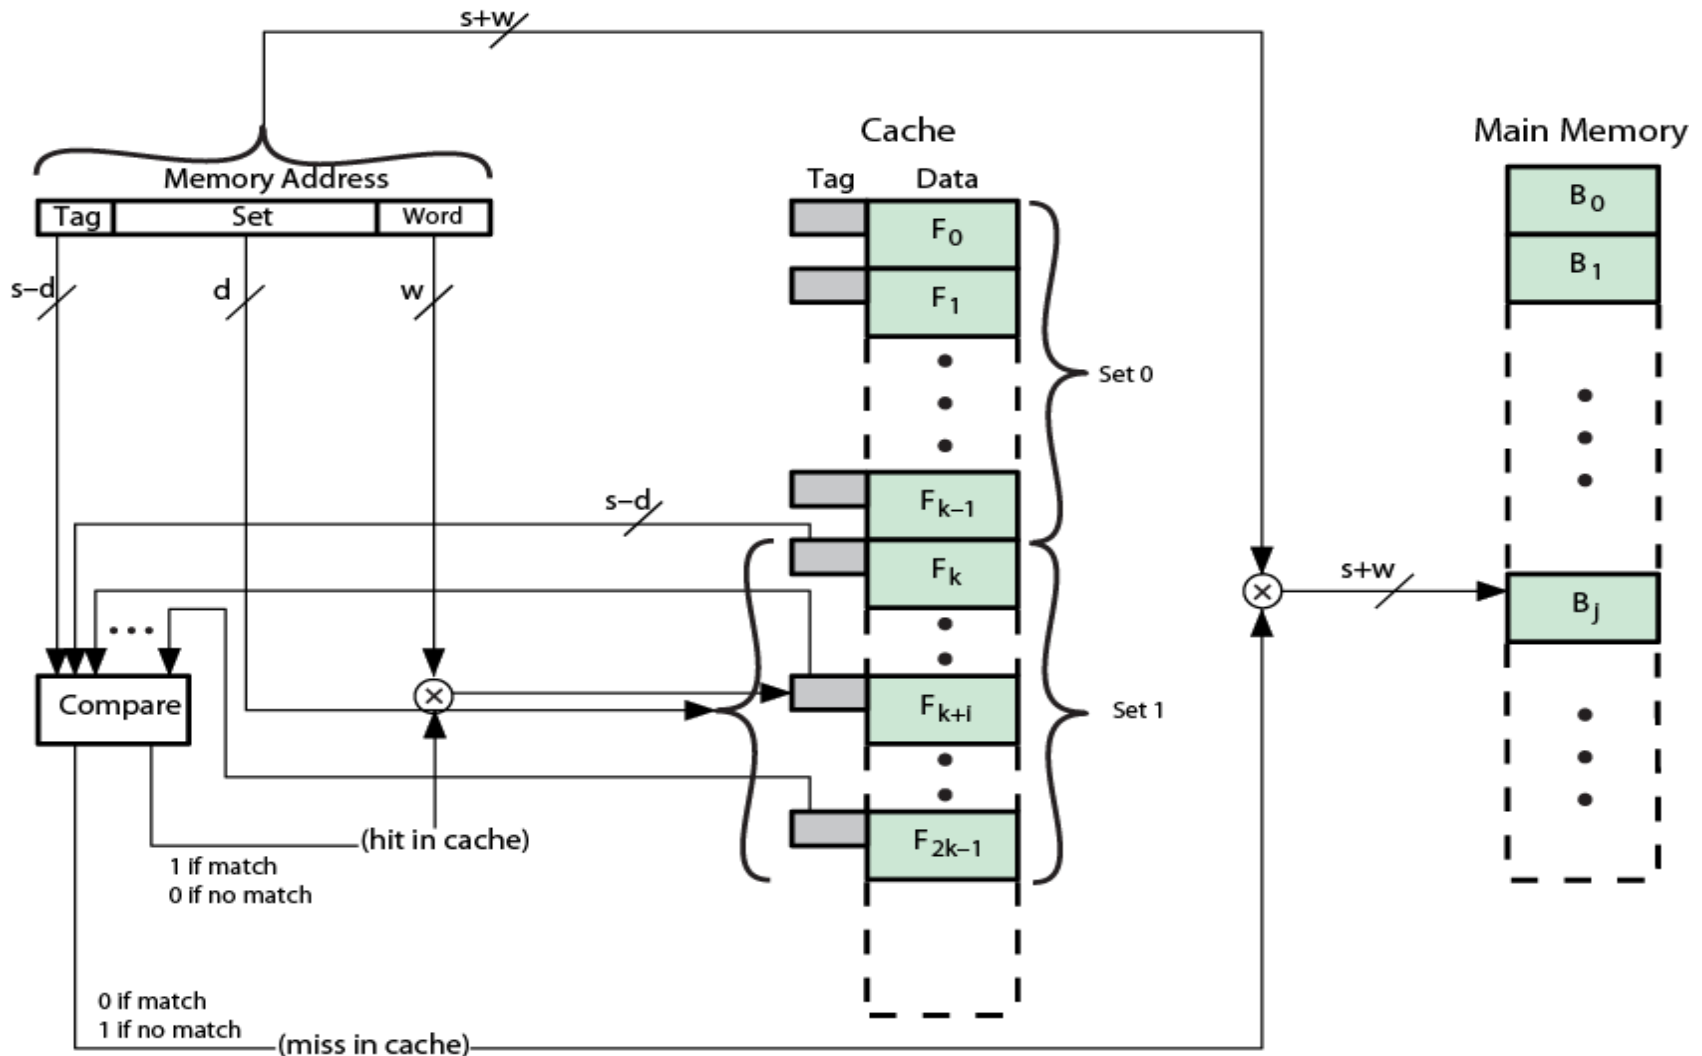 s+w
Cache
Main Memory
Memory Address
Tag Data
Tag Set Word
F0
B0
B1
s–d d w
F1
Set 0
s–d
Fk–1
Fk
s+w
Bj
Compare
Fk+i
Set 1
(hit in cache)
F2k–1
1 if match
0 if no match
0 if match
1 if no match
(miss in cache)